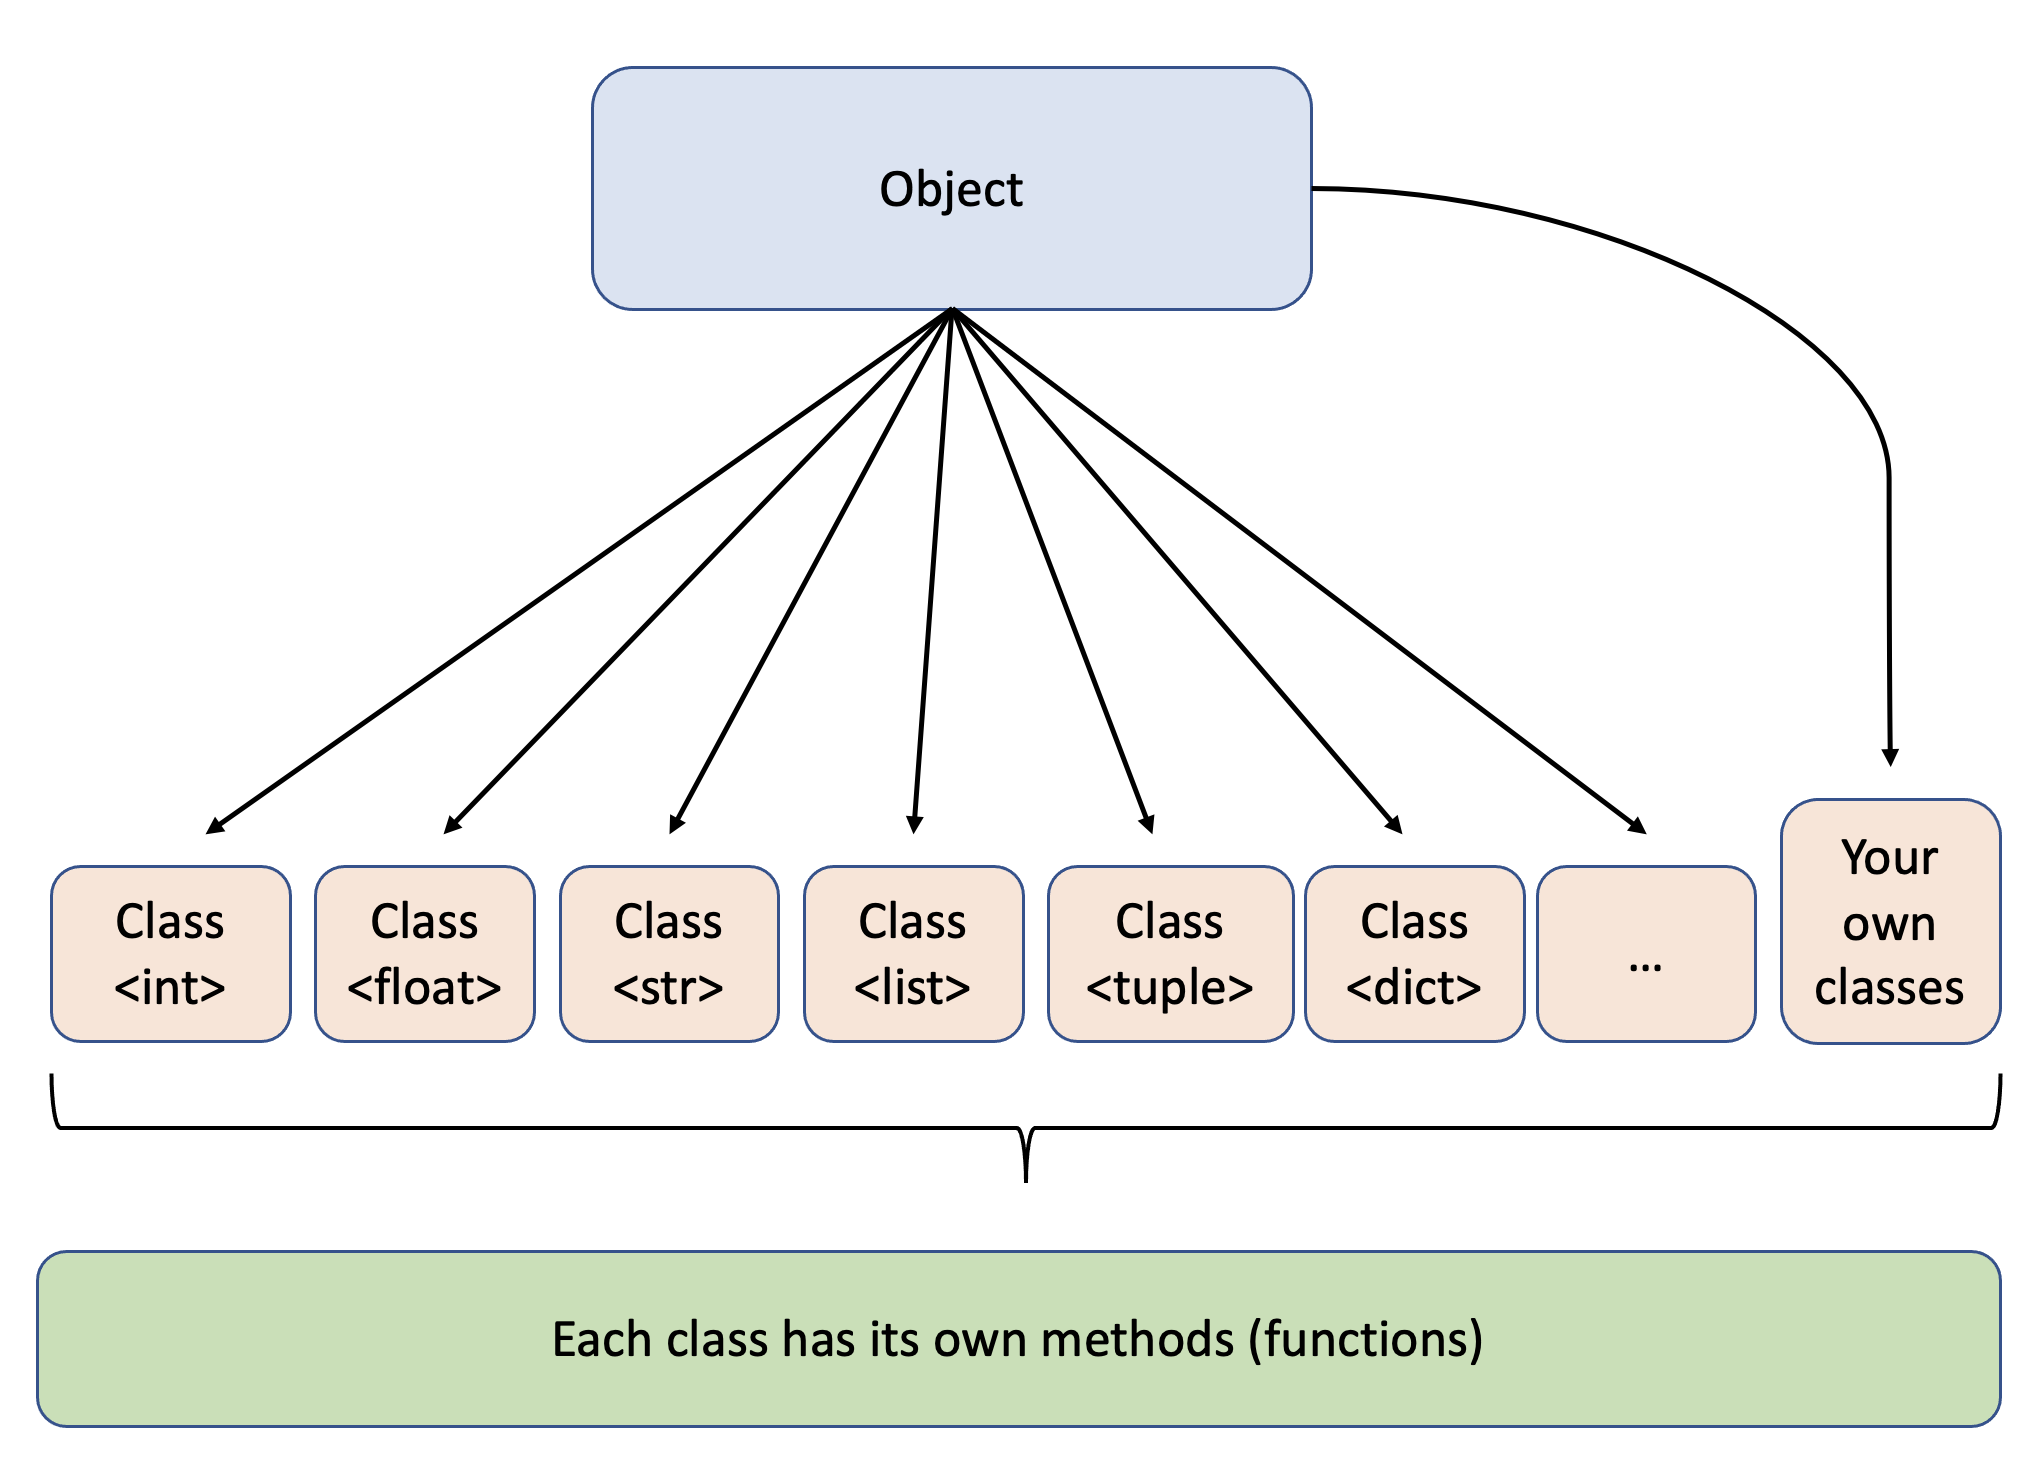 Object
Class
<int>
Class
<float>
Class
<str>
Class
<list>
Class
<tuple>
Class
<dict>
...
Your
own
classes
Each class has its own methods (functions)